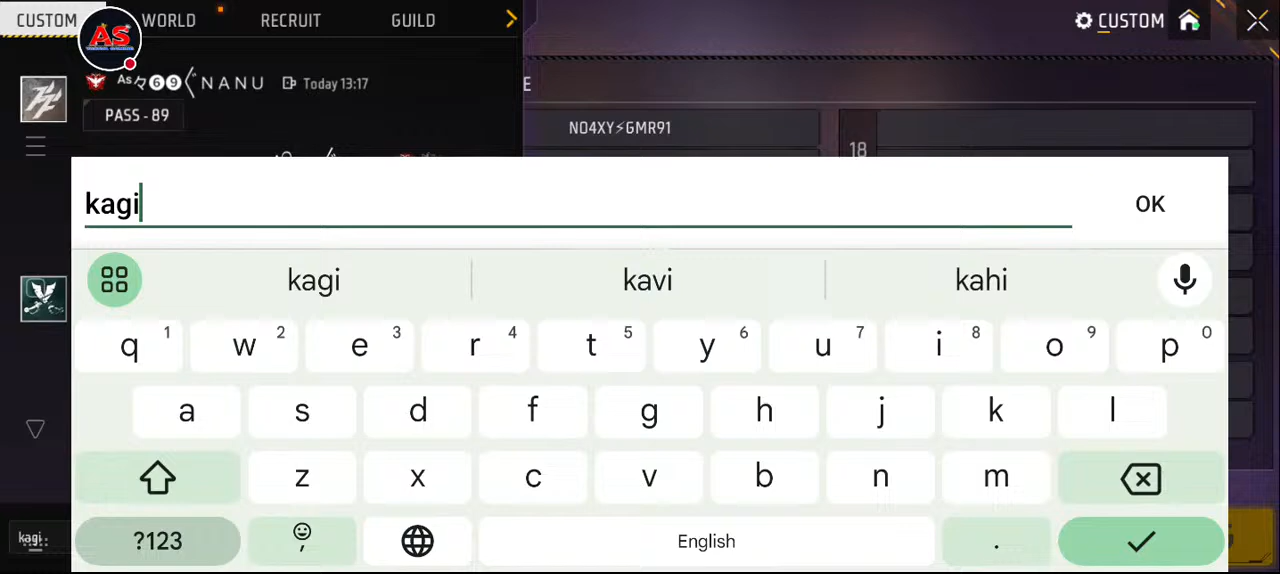 CUSTOM WORLD RECRUIT GUILD CUSTOM
AS
As々❻❾〈NANU Today 13:17
E
PASS - 89
NO4XY⚡GMR91
18
kagi
OK
kagi kavi kahi
q 1 w 2 e 3 r 4 t 5 y 6 u 7 i 8 o 9 p 0
a s d f g h j k l
z x c v b n m
kagi
?123 , English .